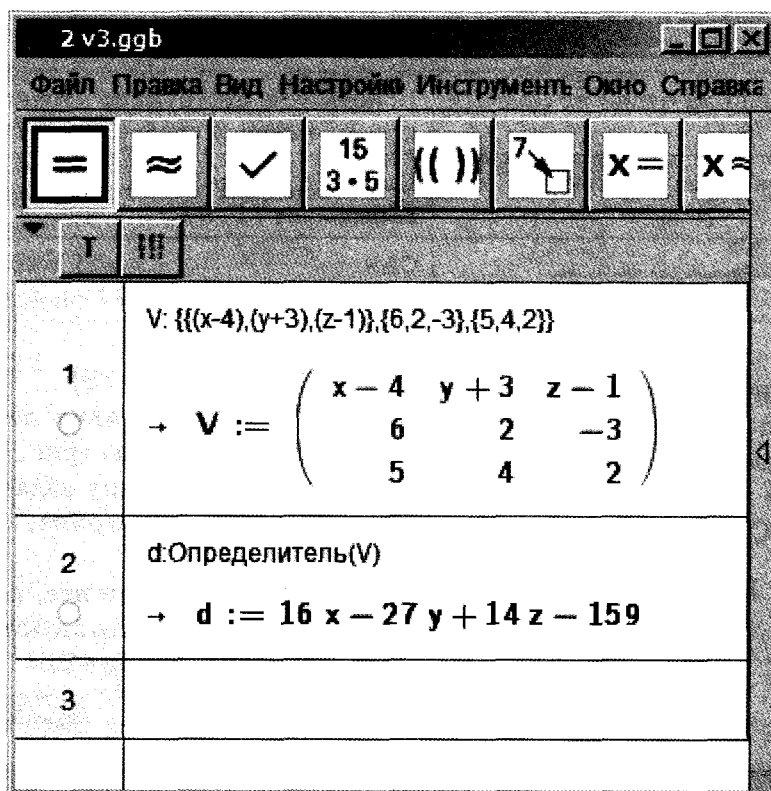 2 v3.ggb
Файл Правка Вид Настройки Инструменть Окно Справка
= ≈ ✓ 15 3·5 (( )) 7 x= x≈
T
V: {{(x-4),(y+3),(z-1)},{6,2,-3},{5,4,2}}
1
→ V := ( x − 4 y + 3 z − 1
6 2 −3
5 4 2 )
2
d:Определитель(V)
→ d := 16 x − 27 y + 14 z − 159
3